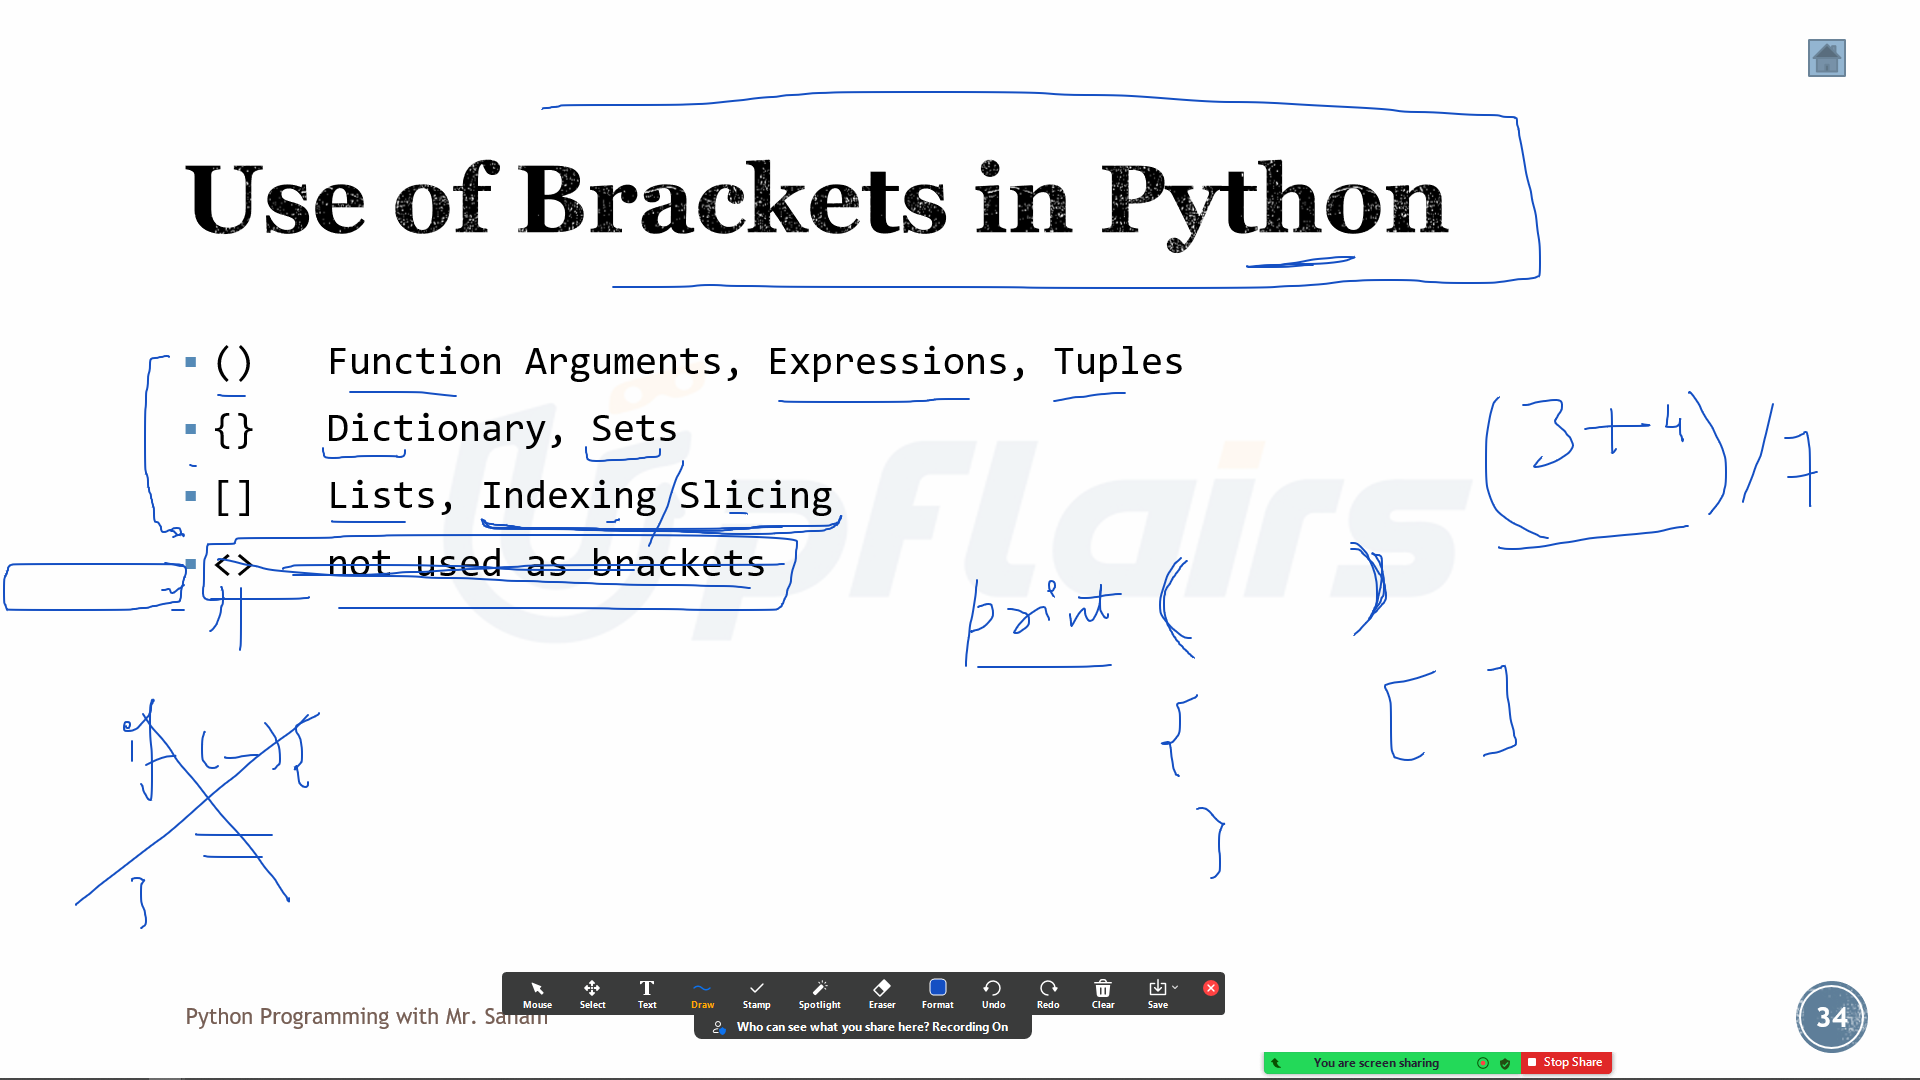 Use of Brackets in Python
() Function Arguments, Expressions, Tuples
{} Dictionary, Sets
[] Lists, Indexing Slicing
<> not used as brackets
Upflairs
(3+4)/7
print ( )
{
}
[ ]
if (–) {
}
Python Programming with Mr. Sanam
34
Mouse Select Text Draw Stamp Spotlight Eraser Format Undo Redo Clear Save
Who can see what you share here? Recording On
You are screen sharing Stop Share